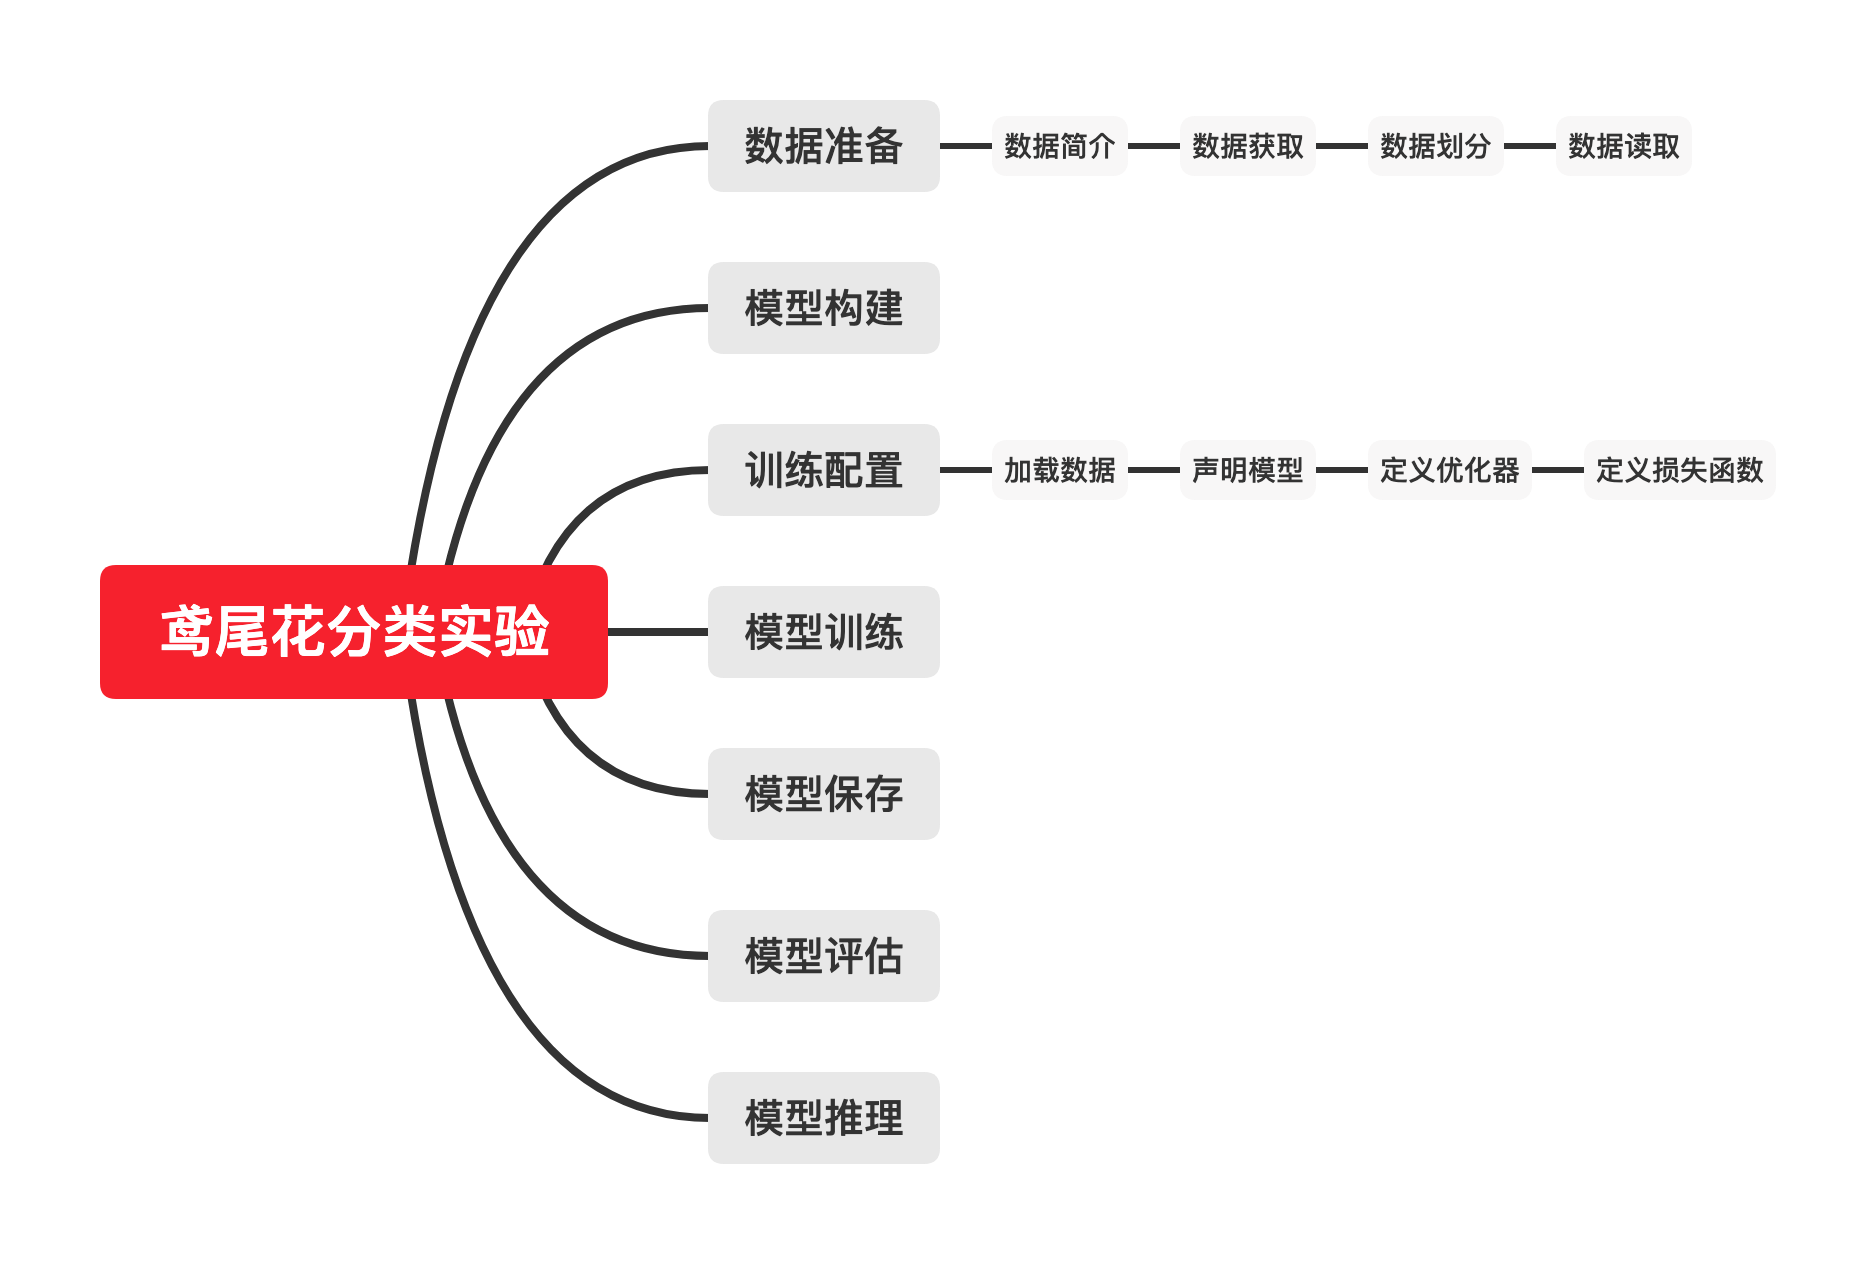 鸢尾花分类实验
数据准备
数据简介
数据获取
数据划分
数据读取
模型构建
训练配置
加载数据
声明模型
定义优化器
定义损失函数
模型训练
模型保存
模型评估
模型推理